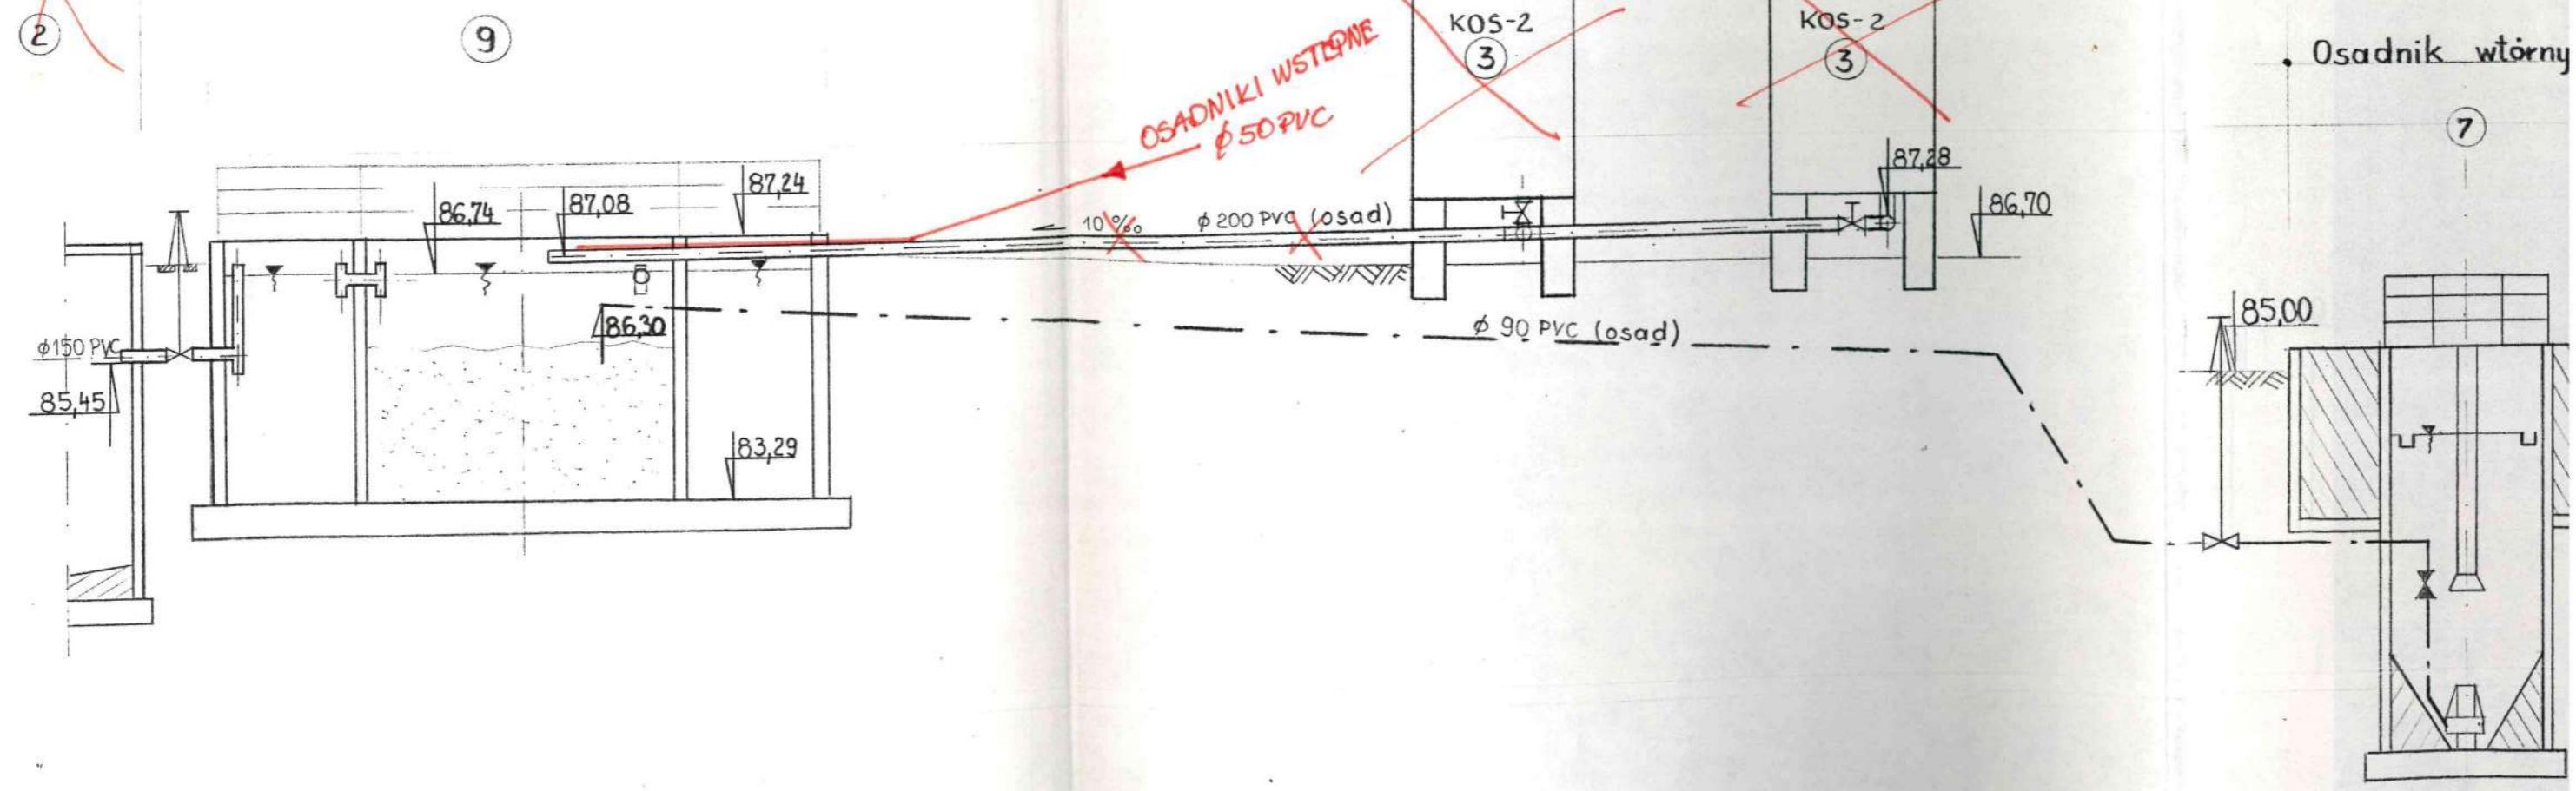 2
9
KOS-2
3
KOS-2
3
Osadnik wtórny
7
OSADNIKI WSTĘPNE
ϕ50PVC
87,24
87,08
86,74
10‰
ϕ 200 PVC (osad)
87,28
86,70
86,30
ϕ 90 PVC (osad)
85,00
ϕ150 PVC
85,45
83,29